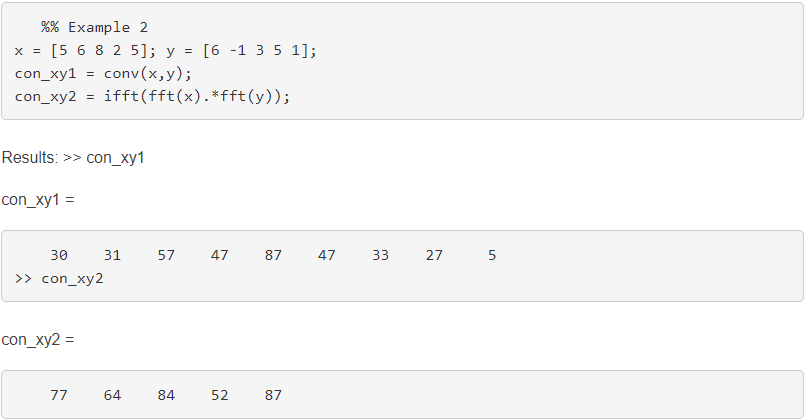 %% Example 2
x = [5 6 8 2 5]; y = [6 -1 3 5 1];
con_xy1 = conv(x,y);
con_xy2 = ifft(fft(x).*fft(y));
Results: >> con_xy1
con_xy1 =
30 31 57 47 87 47 33 27 5
>> con_xy2
con_xy2 =
77 64 84 52 87